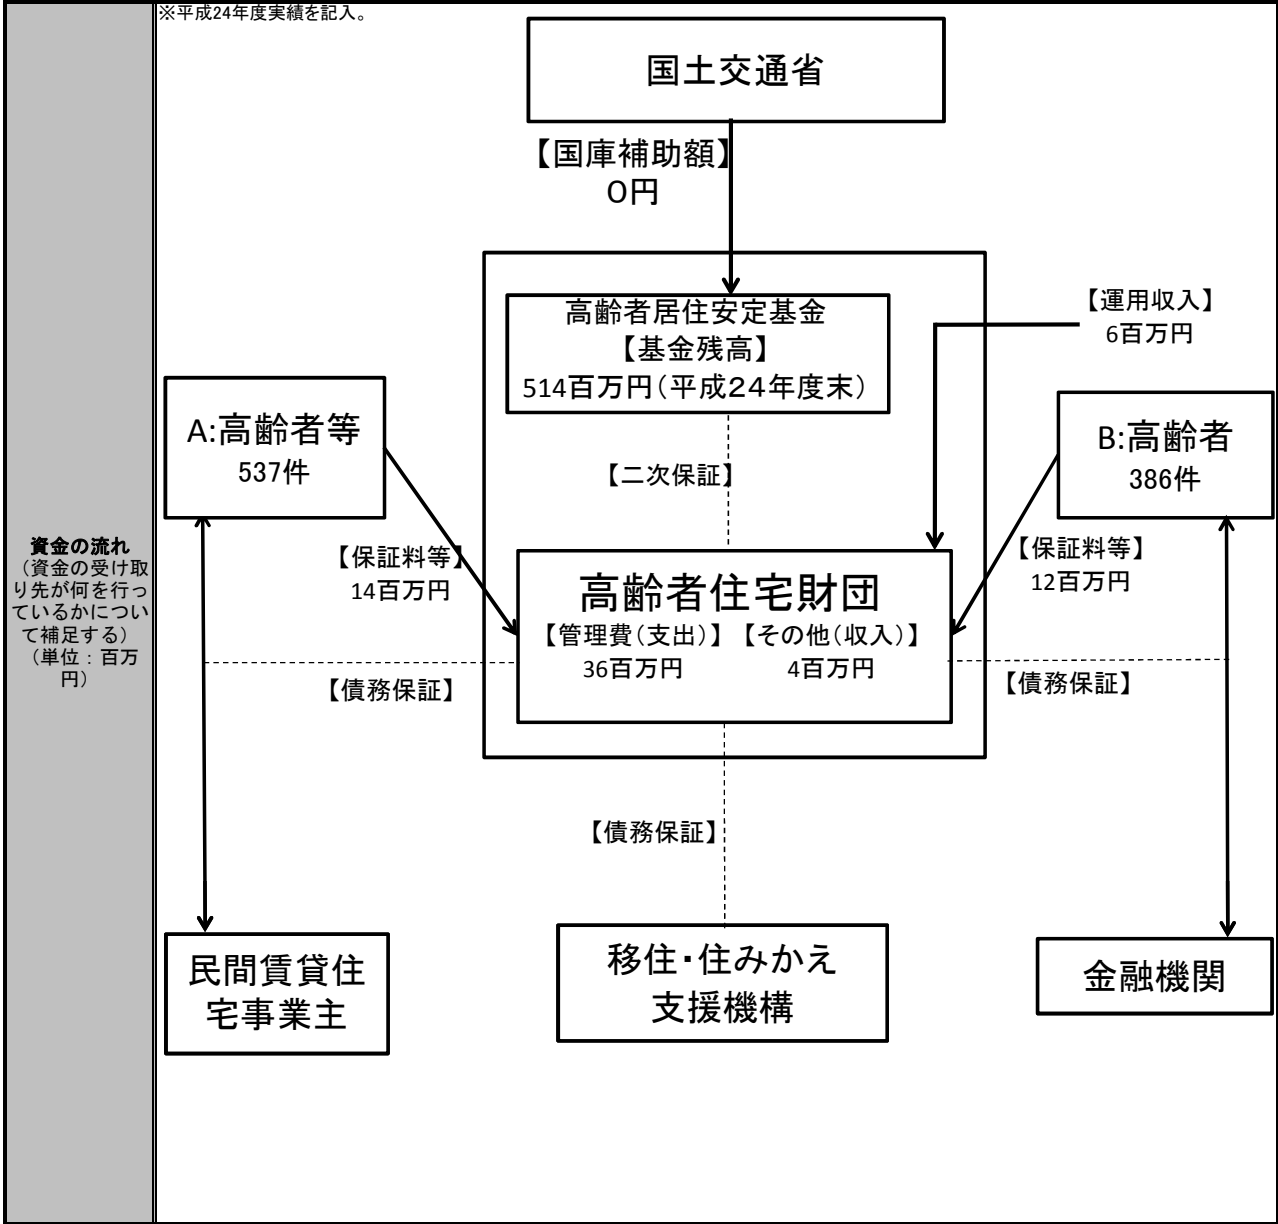 ※平成24年度実績を記入。
国土交通省
【国庫補助額】
０円
高齢者居住安定基金
【基金残高】
514百万円（平成２４年度末）
【運用収入】
6百万円
A:高齢者等
537件
B:高齢者
386件
【二次保証】
【保証料等】
14百万円
【保証料等】
12百万円
高齢者住宅財団
【管理費（支出）】【その他（収入）】
36百万円 4百万円
【債務保証】
【債務保証】
【債務保証】
民間賃貸住
宅事業主
移住・住みかえ
支援機構
金融機関
資金の流れ
（資金の受け取
り先が何を行っ
ているかについ
て補足する）
（単位：百万
円）